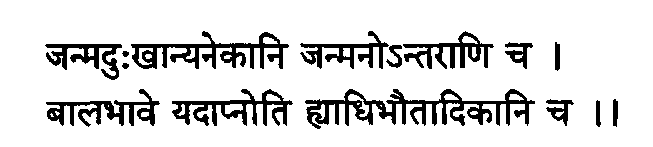 जन्मदुःखान्यनेकानि जन्मनोऽन्तराणि च ।
बालभावे यदाप्नोति ह्याधिभौतादिकानि च ।।